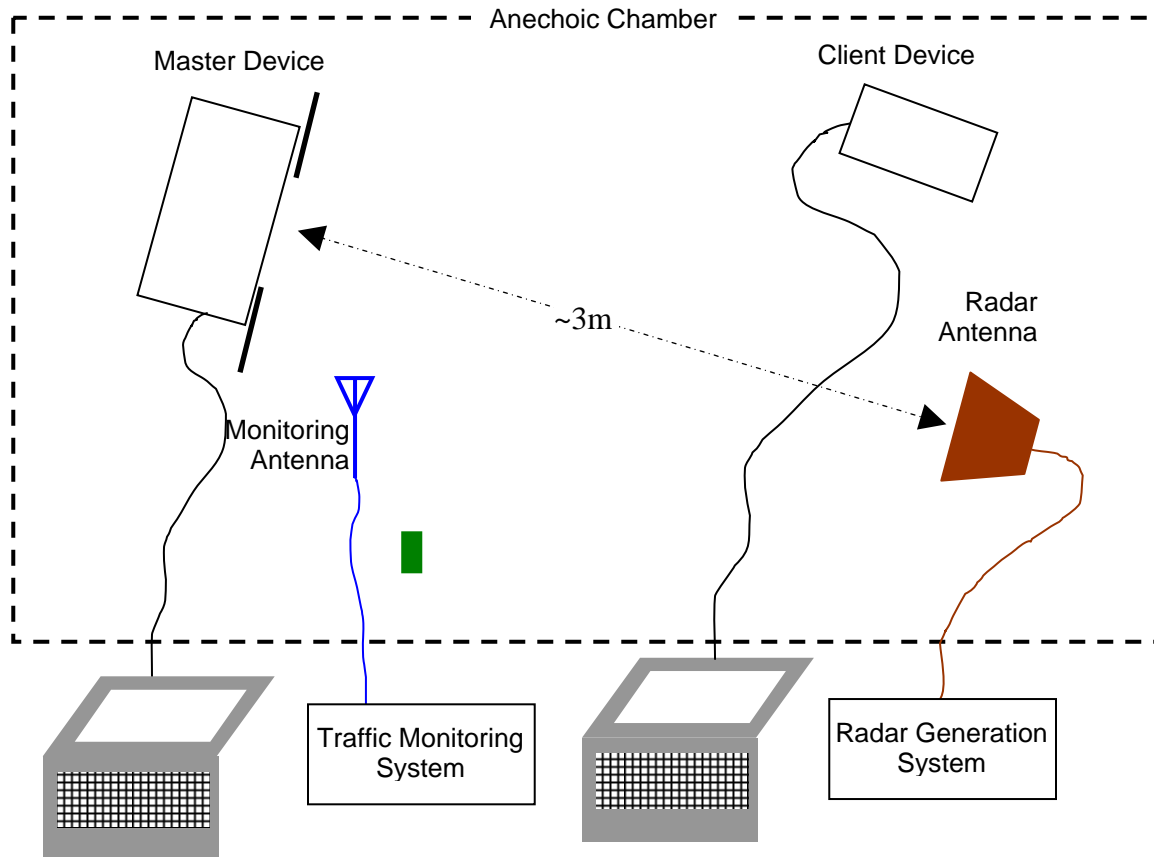 Anechoic Chamber
Master Device
Client Device
Radar
Antenna
~3m
Monitoring
Antenna
Traffic Monitoring
System
Radar Generation
System